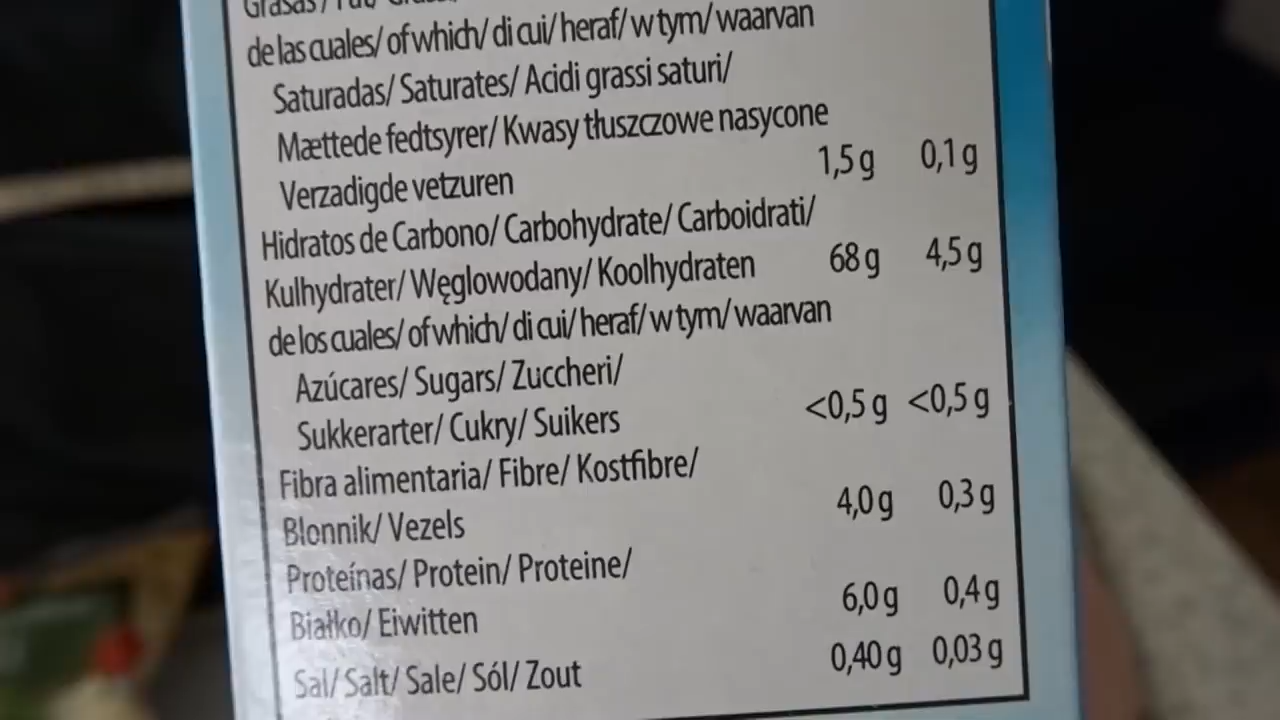 Grasas/
de las cuales/ of which/ di cui/ heraf/ w tym/ waarvan
Saturadas/ Saturates/ Acidi grassi saturi/
Mættede fedtsyrer/ Kwasy tłuszczowe nasycone
Verzadigde vetzuren 1,5 g 0,1 g
Hidratos de Carbono/ Carbohydrate/ Carboidrati/
Kulhydrater/ Węglowodany/ Koolhydraten 68 g 4,5 g
de los cuales/ of which/ di cui/ heraf/ w tym/ waarvan
Azúcares/ Sugars/ Zuccheri/
Sukkerarter/ Cukry/ Suikers <0,5 g <0,5 g
Fibra alimentaria/ Fibre/ Kostfibre/
Błonnik/ Vezels 4,0 g 0,3 g
Proteínas/ Protein/ Proteine/
Białko/ Eiwitten 6,0 g 0,4 g
Sal/ Salt/ Sale/ Sól/ Zout 0,40 g 0,03 g